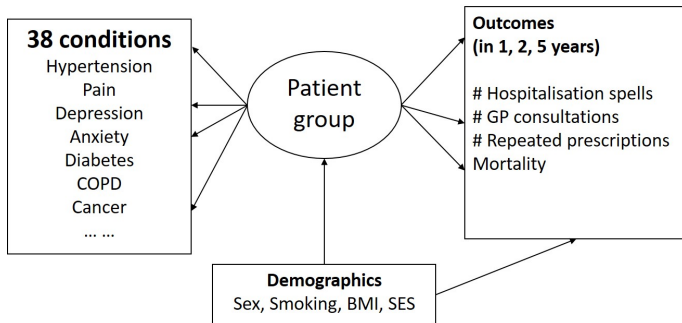 38 conditions
Hypertension
Pain
Depression
Anxiety
Diabetes
COPD
Cancer
... ...
Patient
group
Outcomes
(in 1, 2, 5 years)
# Hospitalisation spells
# GP consultations
# Repeated prescriptions
Mortality
Demographics
Sex, Smoking, BMI, SES